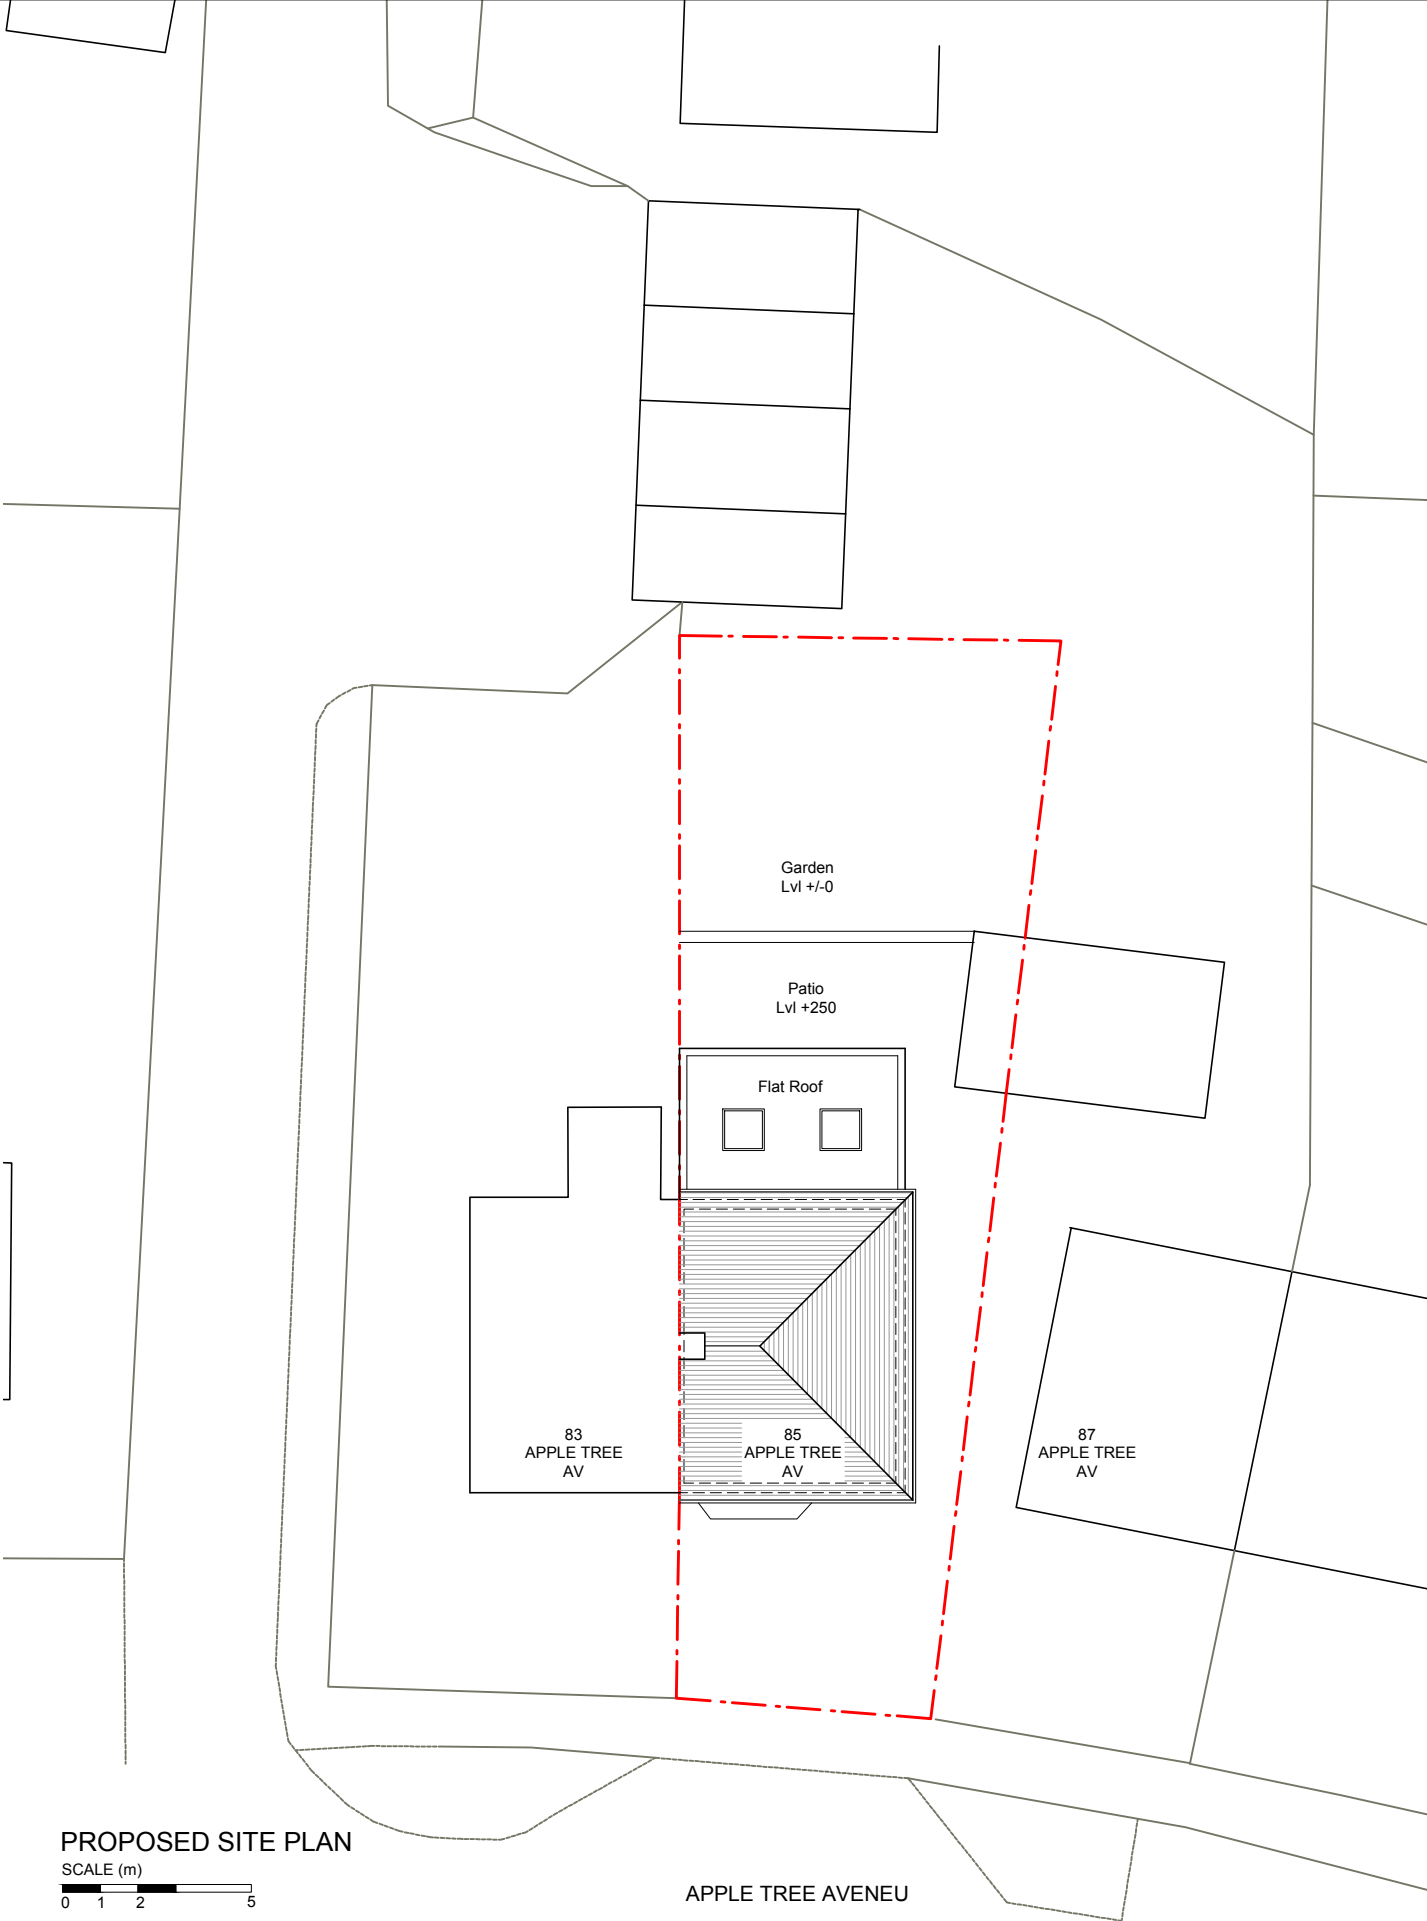 Garden
Lvl +/-0
Patio
Lvl +250
Flat Roof
83
APPLE TREE
AV
85
APPLE TREE
AV
87
APPLE TREE
AV
PROPOSED SITE PLAN
SCALE (m)
0 1 2 5
APPLE TREE AVENEU